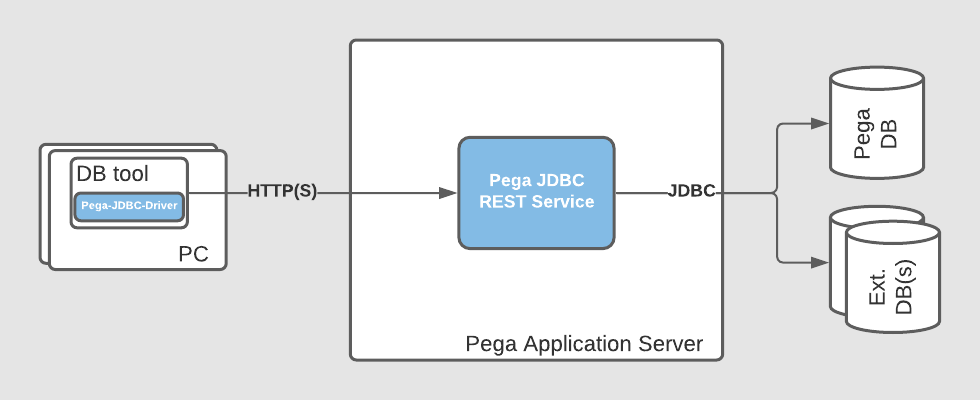 DB tool
Pega-JDBC-Driver
PC
HTTP(S)
Pega JDBC
REST Service
Pega Application Server
JDBC
Pega
DB
Ext.
DB(s)